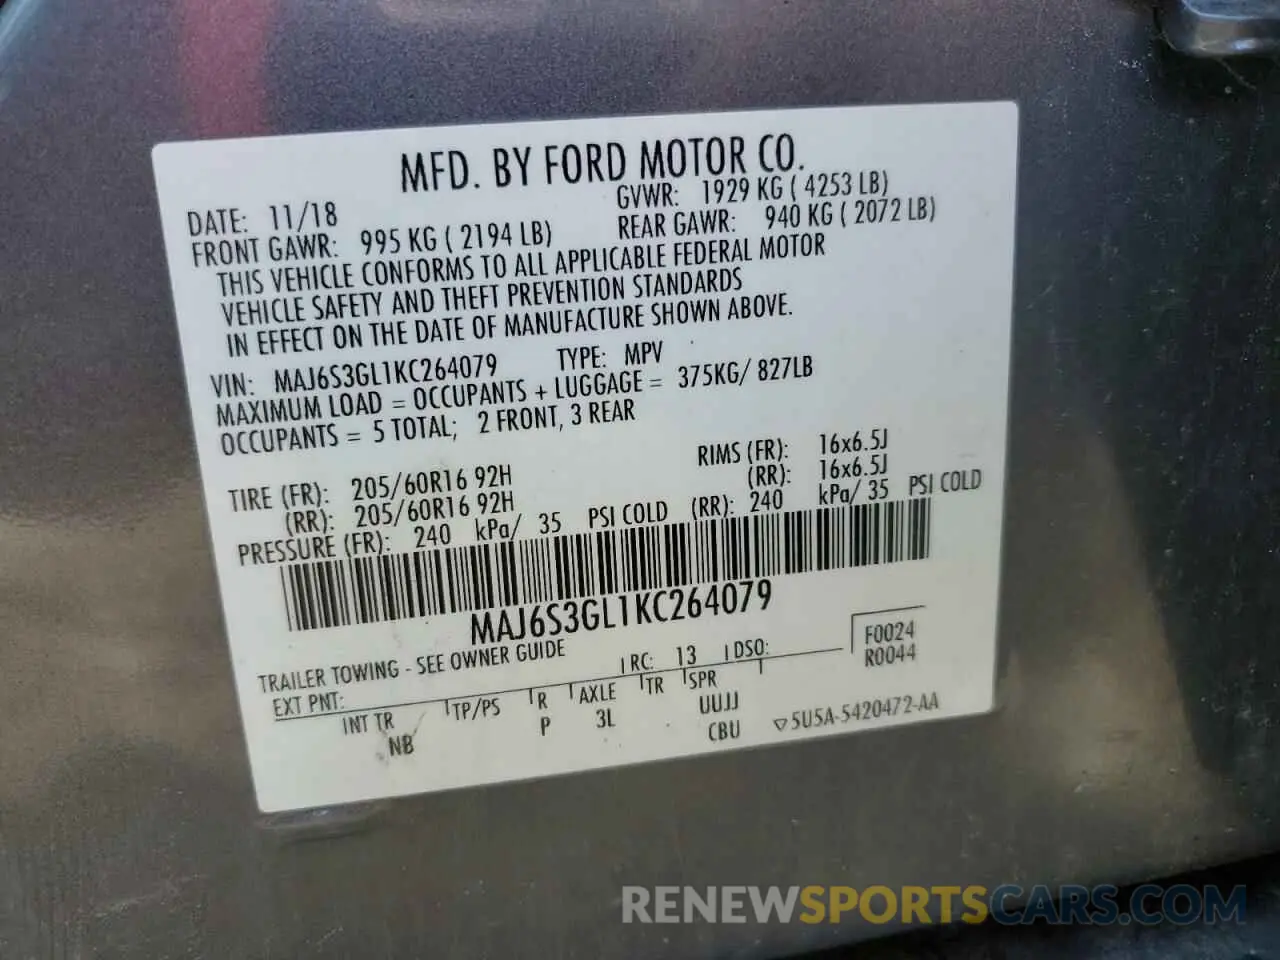 MFD. BY FORD MOTOR CO.
DATE: 11/18 GVWR: 1929 KG ( 4253 LB)
FRONT GAWR: 995 KG ( 2194 LB) REAR GAWR: 940 KG ( 2072 LB)
THIS VEHICLE CONFORMS TO ALL APPLICABLE FEDERAL MOTOR
VEHICLE SAFETY AND THEFT PREVENTION STANDARDS
IN EFFECT ON THE DATE OF MANUFACTURE SHOWN ABOVE.
VIN: MAJ6S3GL1KC264079 TYPE: MPV
MAXIMUM LOAD = OCCUPANTS + LUGGAGE = 375KG/ 827LB
OCCUPANTS = 5 TOTAL; 2 FRONT, 3 REAR
TIRE (FR): 205/60R16 92H RIMS (FR): 16x6.5J
(RR): 205/60R16 92H (RR): 16x6.5J
PRESSURE (FR): 240 kPa/ 35 PSI COLD (RR): 240 kPa/ 35 PSI COLD
MAJ6S3GL1KC264079
TRAILER TOWING - SEE OWNER GUIDE
EXT PNT: RC: 13 DSO: F0024
R0044
INT TR TP/PS R AXLE TR SPR
NB P 3L UUJJ
CBU 5U5A-5420472-AA
RENEWSPORTSCARS.COM